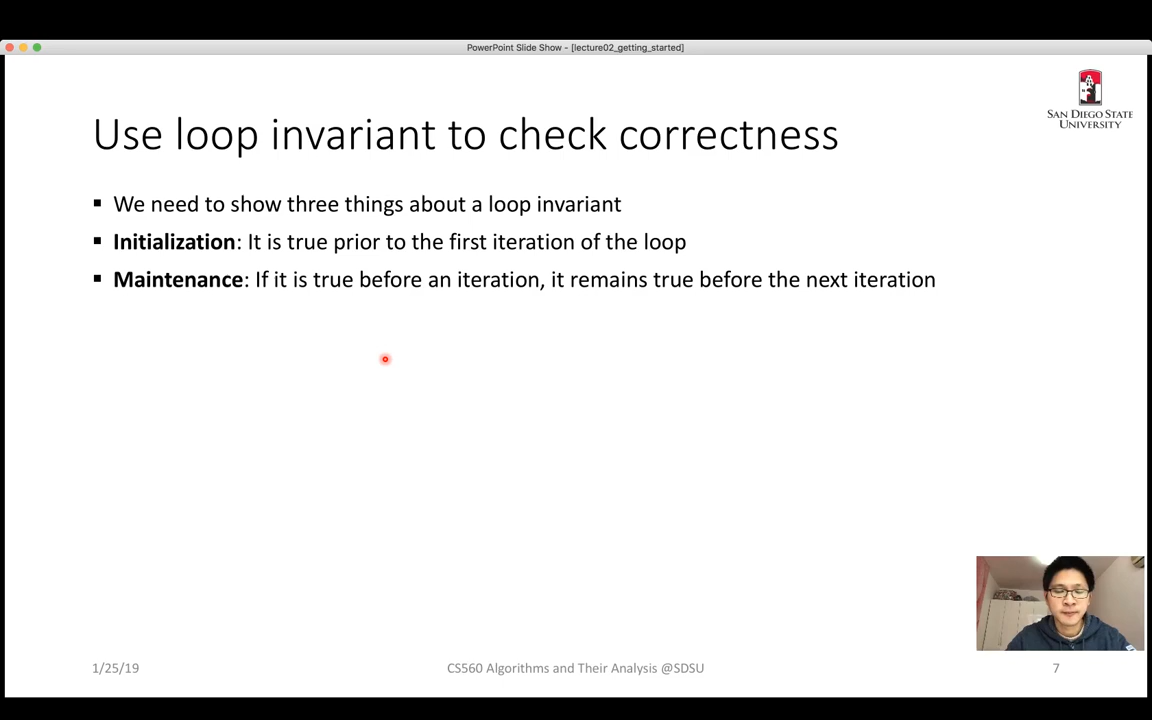 PowerPoint Slide Show - [lecture02_getting_started]
SAN DIEGO STATE
UNIVERSITY
Use loop invariant to check correctness
▪ We need to show three things about a loop invariant
▪ Initialization: It is true prior to the first iteration of the loop
▪ Maintenance: If it is true before an iteration, it remains true before the next iteration
1/25/19
CS560 Algorithms and Their Analysis @SDSU
7